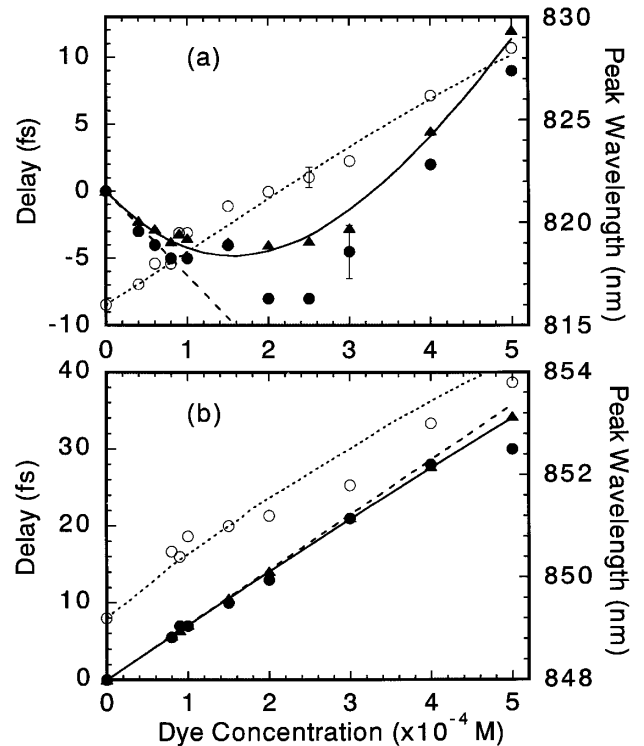 (a)
10
5
0
-5
-10
Delay (fs)
830
825
820
816
Peak Wavelength (nm)
0 1 2 3 4 5
(b)
40
30
20
10
0
Delay (fs)
854
852
850
848
Peak Wavelength (nm)
0 1 2 3 4 5
Dye Concentration (x10⁻⁴ M)